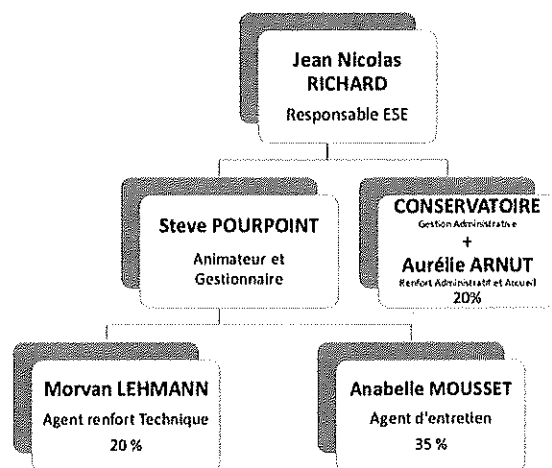 Jean Nicolas
RICHARD
Responsable ESE
Steve POURPOINT
Animateur et
Gestionnaire
CONSERVATOIRE
Gestion Administrative
+
Aurélie ARNUT
Renfort Administratif et Accueil
20%
Morvan LEHMANN
Agent renfort Technique
20 %
Anabelle MOUSSET
Agent d'entretien
35 %